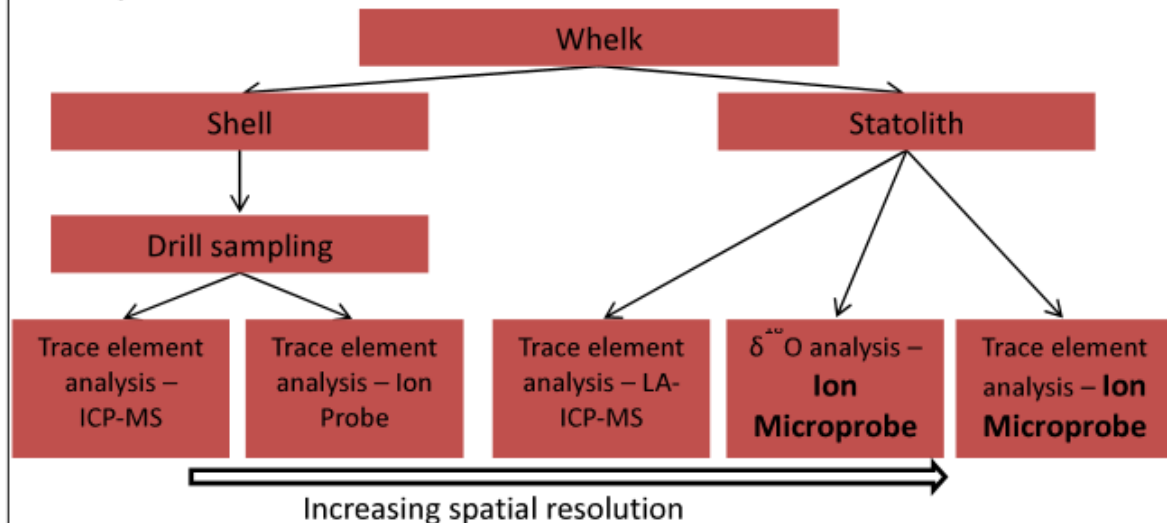 Whelk
Shell
Statolith
Drill sampling
Trace element
analysis –
ICP-MS
Trace element
analysis – Ion
Probe
Trace element
analysis – LA-
ICP-MS
δ¹⁸O analysis –
Ion
Microprobe
Trace element
analysis – Ion
Microprobe
Increasing spatial resolution